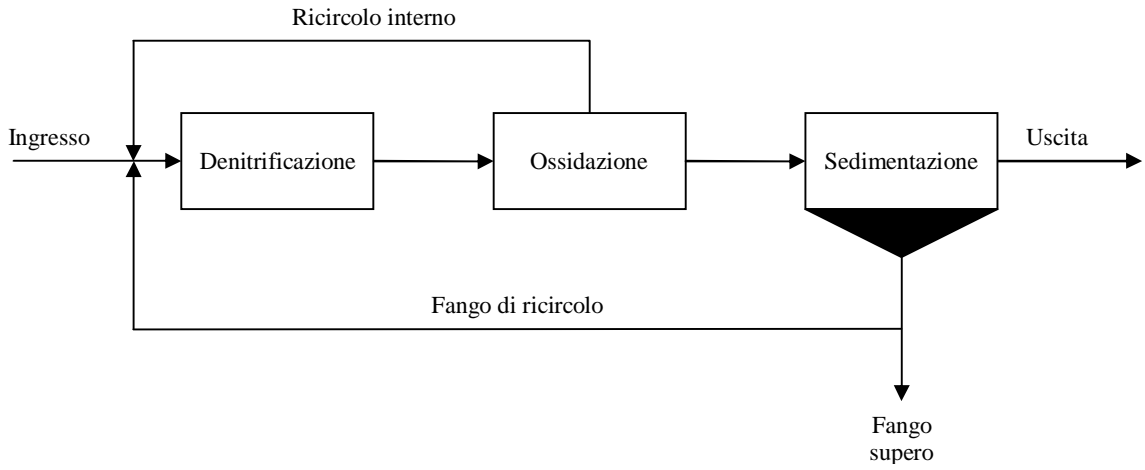 Ricircolo interno
Ingresso
Denitrificazione
Ossidazione
Sedimentazione
Uscita
Fango di ricircolo
Fango
supero